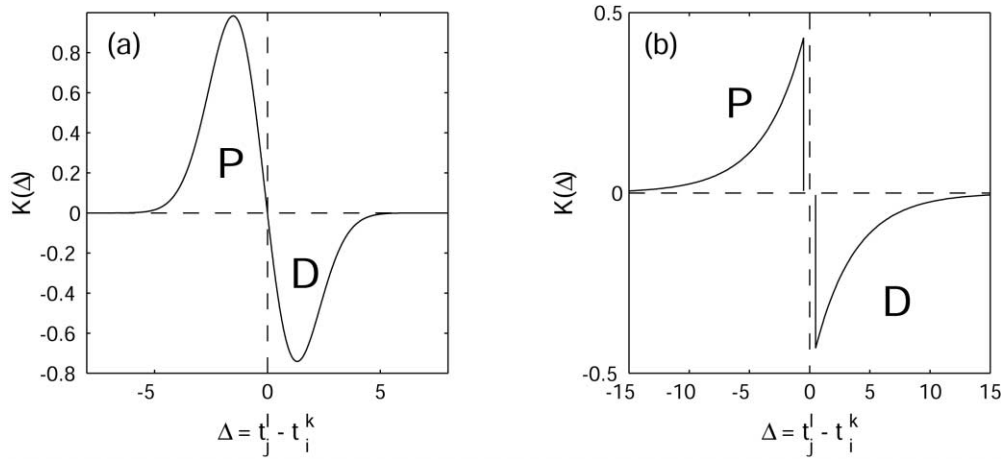 (a)
0.8
0.6
0.4
0.2
0
-0.2
-0.4
-0.6
-0.8
K(Δ)
P
D
-5 0 5
Δ = t_j^l - t_i^k
(b)
0.5
0
-0.5
K(Δ)
P
D
-15 -10 -5 0 5 10 15
Δ = t_j^l - t_i^k